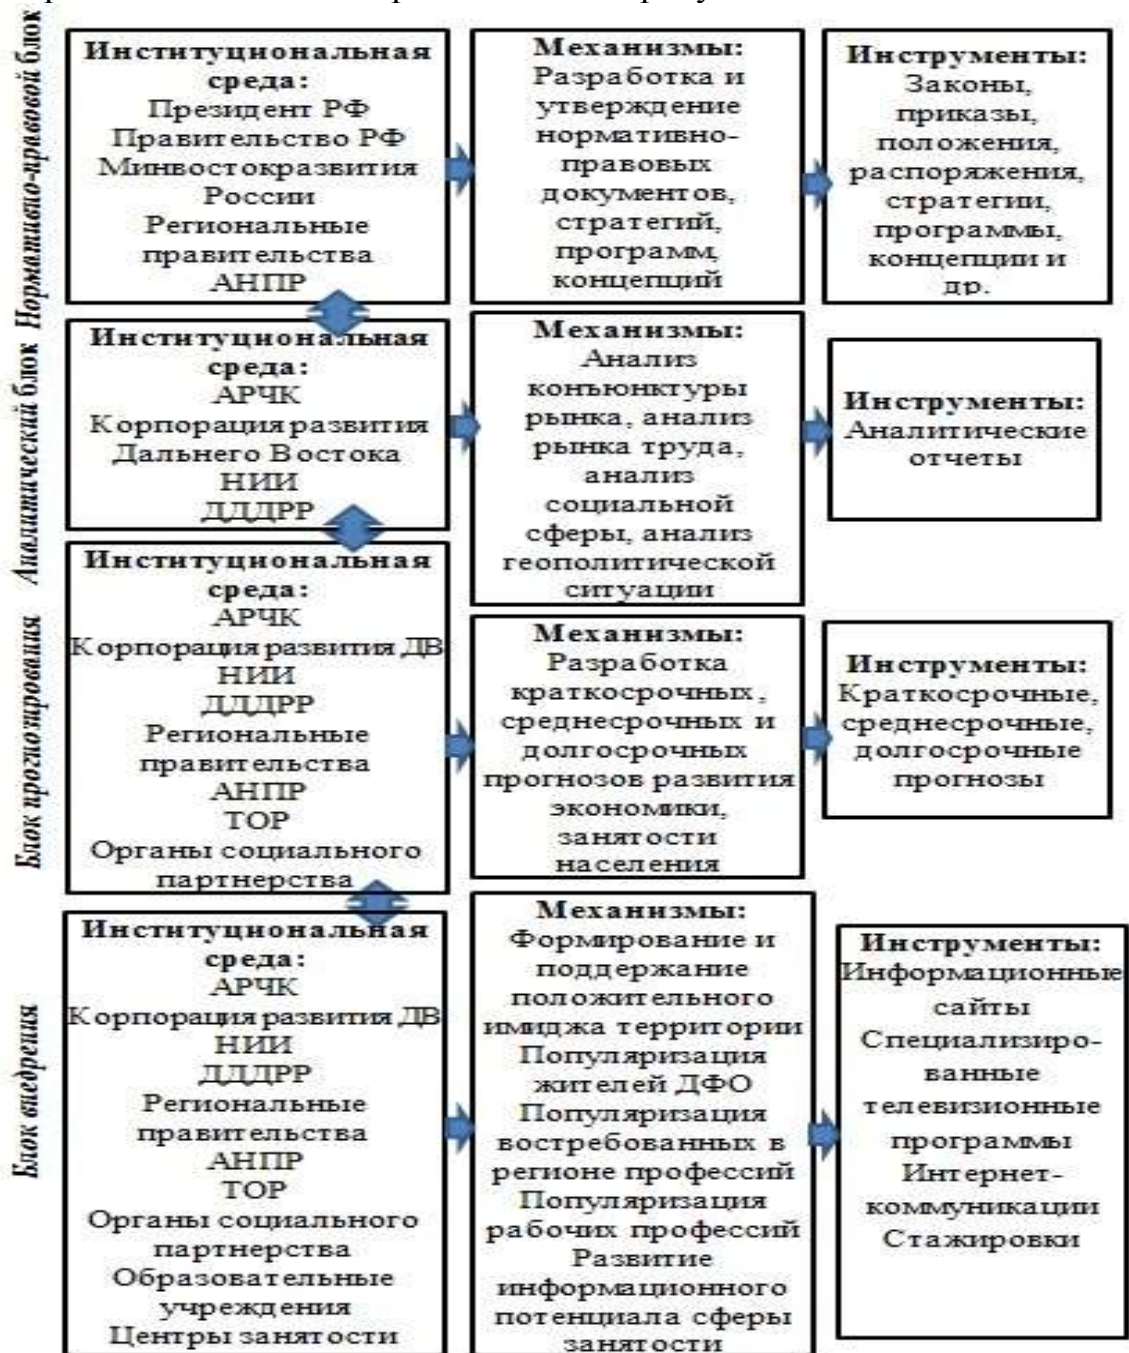 Нормативно-правовой блок
Институциональная
среда:
Президент РФ
Правительство РФ
Минвостокразвития
России
Региональные
правительства
АНПР
Механизмы:
Разработка и
утверждение
нормативно-
правовых
документов,
стратегий,
программ,
концепций
Инструменты:
Законы,
приказы,
положения,
распоряжения,
стратегии,
программы,
концепции и
др.
Аналитический блок
Институциональная
среда:
АРЧК
Корпорация развития
Дальнего Востока
НИИ
ДДДРР
Механизмы:
Анализ
конъюнктуры
рынка, анализ
рынка труда,
анализ
социальной
сферы, анализ
геополитической
ситуации
Инструменты:
Аналитические
отчеты
Блок прогнозирования
Институциональная
среда:
АРЧК
Корпорация развития ДВ
НИИ
ДДДРР
Региональные
правительства
АНПР
ТОР
Органы социального
партнерства
Механизмы:
Разработка
краткосрочных,
среднесрочных и
долгосрочных
прогнозов развития
экономики,
занятости
населения
Инструменты:
Краткосрочные,
среднесрочные,
долгосрочные
прогнозы
Блок внедрения
Институциональная
среда:
АРЧК
Корпорация развития ДВ
НИИ
ДДДРР
Региональные
правительства
АНПР
ТОР
Органы социального
партнерства
Образовательные
учреждения
Центры занятости
Механизмы:
Формирование и
поддержание
положительного
имиджа территории
Популяризация
жителей ДФО
Популяризация
востребованных в
регионе профессий
Популяризация
рабочих профессий
Развитие
информационного
потенциала сферы
занятости
Инструменты:
Информационные
сайты
Специализиро-
ванные
телевизионные
программы
Интернет-
коммуникации
Стажировки